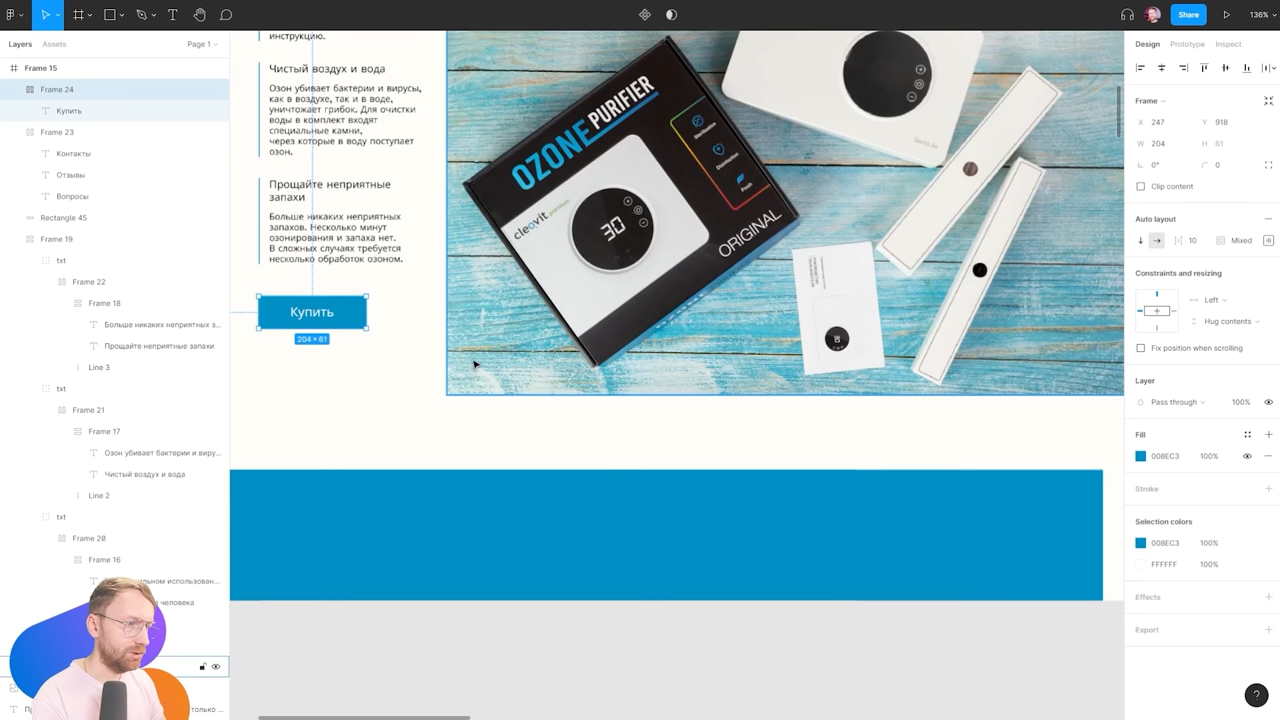 Share
136%
Layers
Assets
Page 1
Design
Prototype
Inspect
Frame 15
Frame 24
Купить
Frame 23
Контакты
Отзывы
Вопросы
Rectangle 45
Frame 19
txt
Frame 22
Frame 18
Больше никаких неприятных з...
Прощайте неприятные запахи
Line 3
txt
Frame 21
Frame 17
Озон убивает бактерии и виру...
Чистый воздух и вода
Line 2
txt
Frame 20
Frame 16
инструкцию.
Чистый воздух и вода
Озон убивает бактерии и вирусы,
как в воздухе, так и в воде,
уничтожает грибок. Для очистки
воды в комплект входят
специальные камни,
через которые в воду поступает
озон.
Прощайте неприятные
запахи
Больше никаких неприятных
запахов. Несколько минут
озонирования и запаха нет.
В сложных случаях требуется
несколько обработок озоном.
Купить
204 × 61
OZONE PURIFIER
Sterilisation
Disinfection
Fresh
cleovit premium
30
ORIGINAL
Frame
X 247
Y 918
W 204
H 61
0°
0
Clip content
Auto layout
10
Mixed
Constraints and resizing
Left
Hug contents
Fix position when scrolling
Layer
Pass through
100%
Fill
008EC3
100%
Stroke
Selection colors
008EC3
100%
FFFFFF
100%
Effects
Export
?